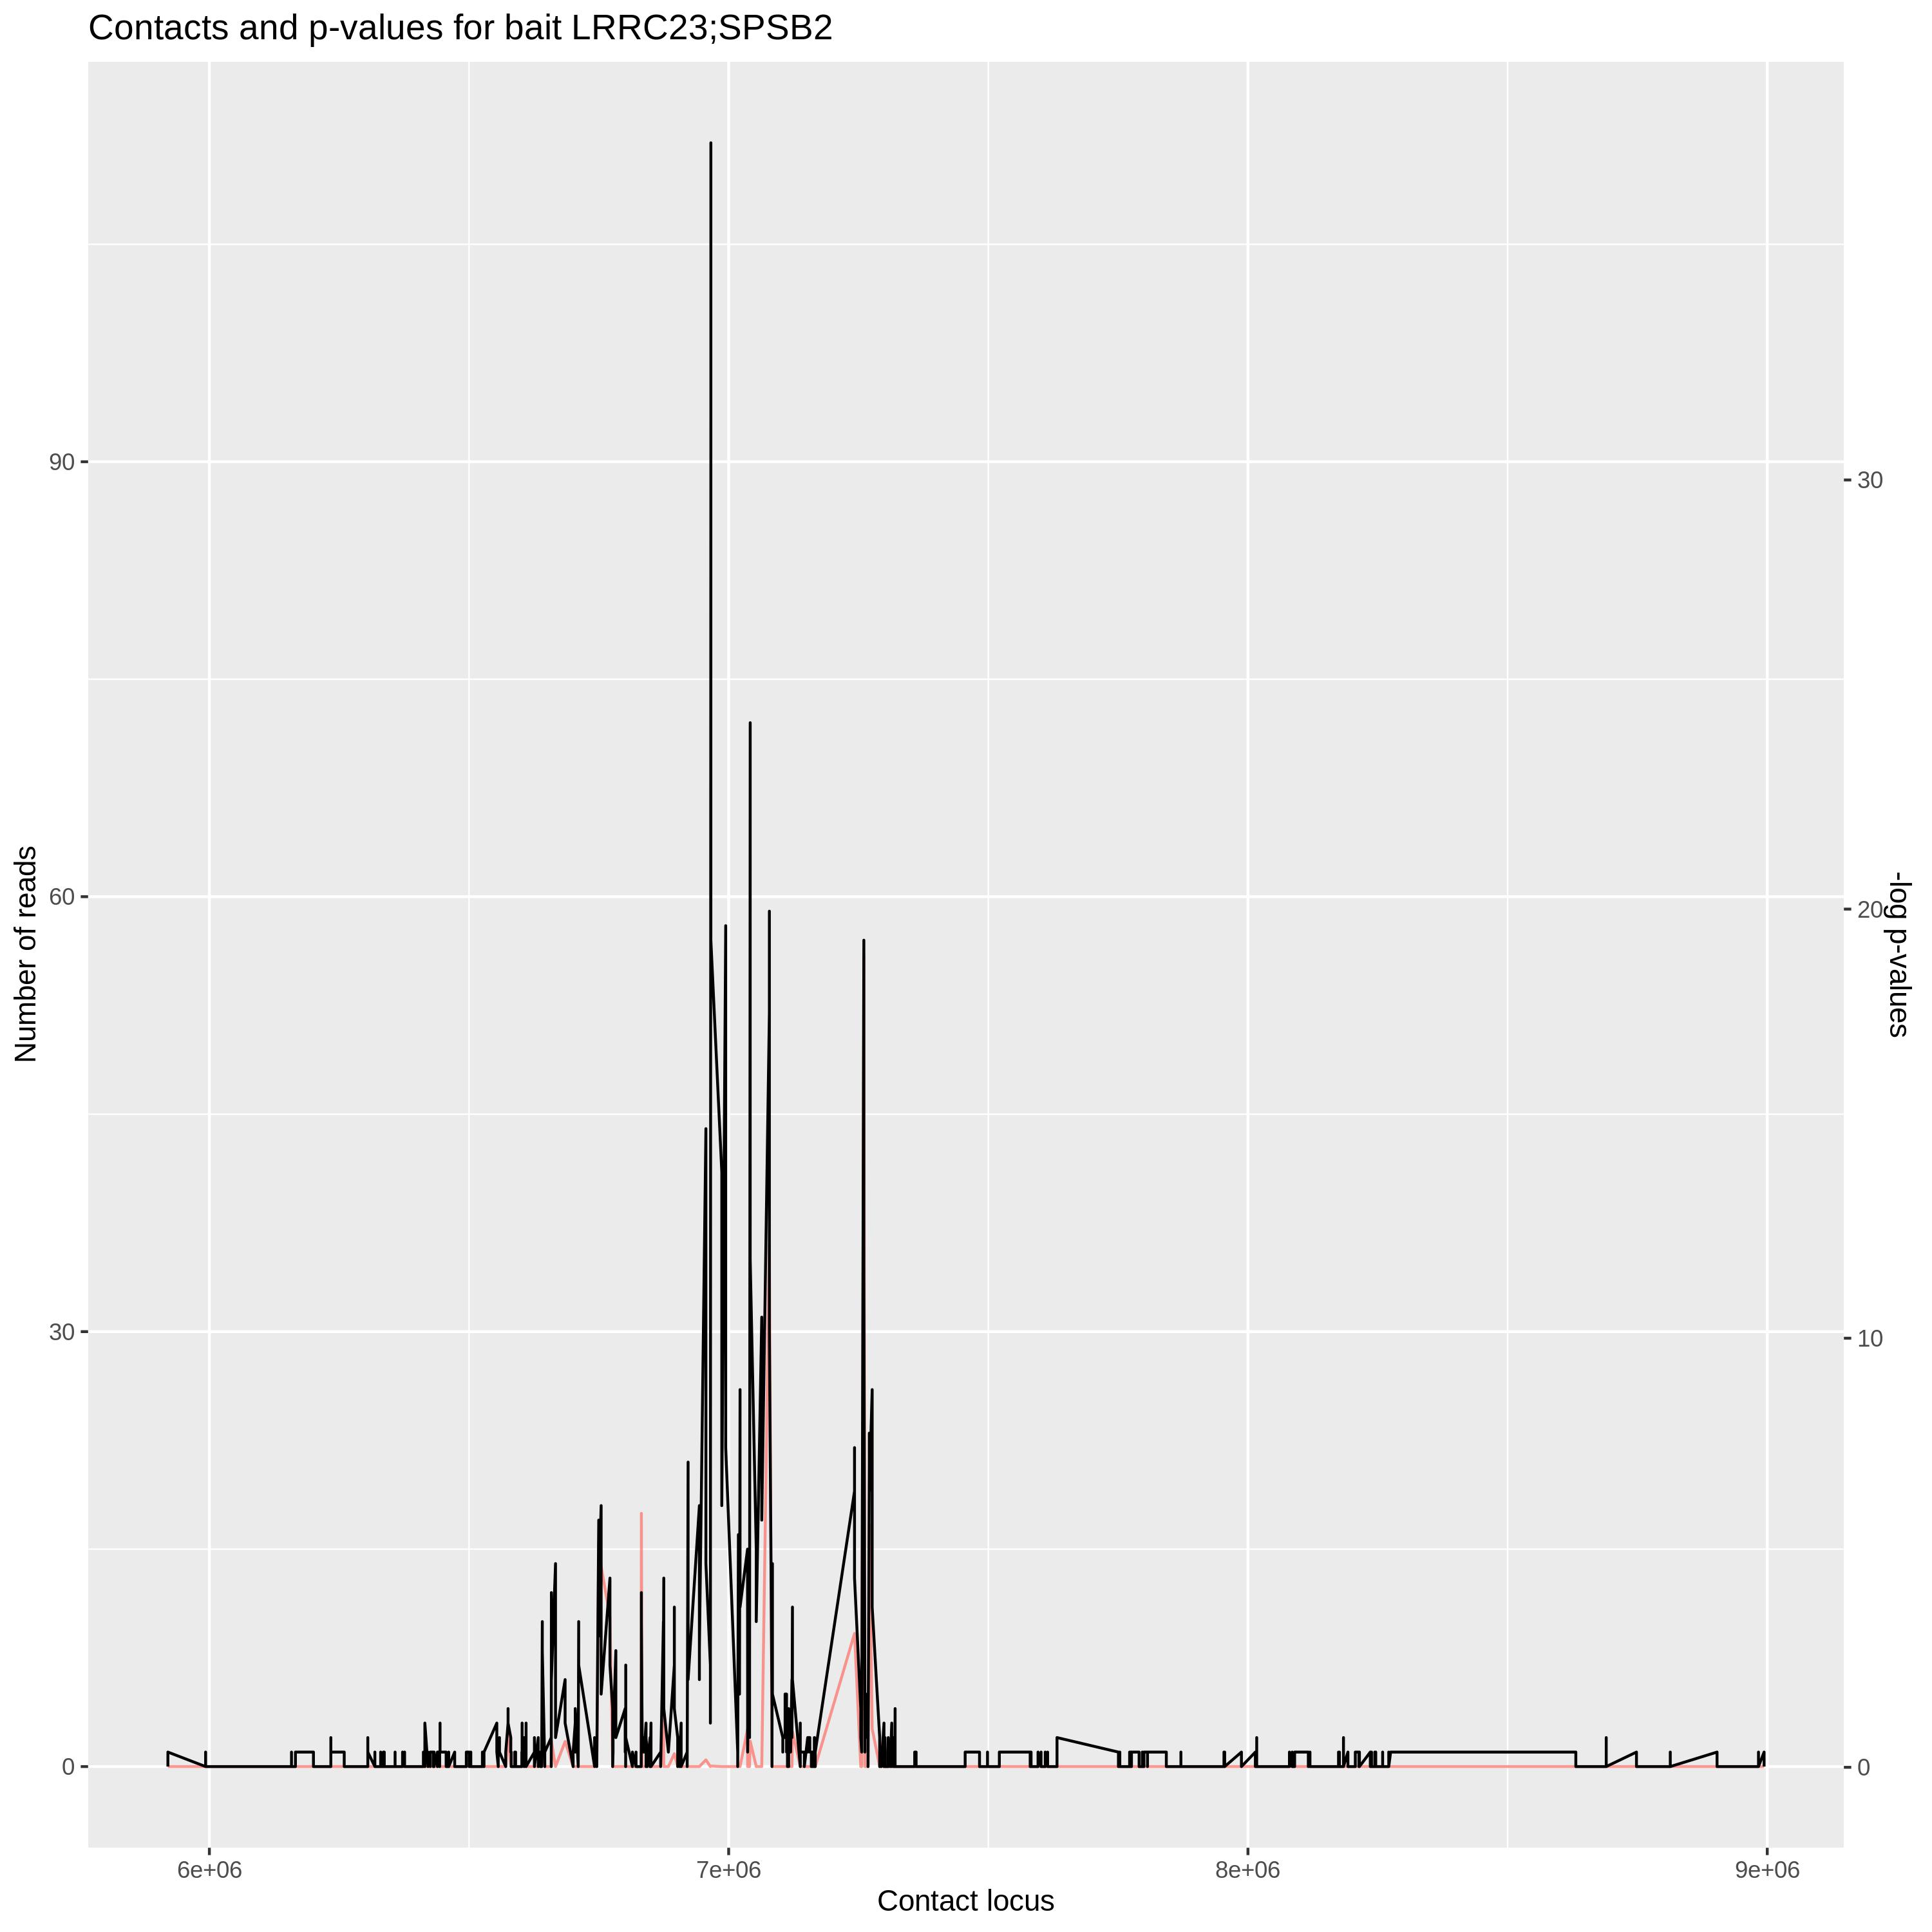 Contacts and p-values for bait LRRC23;SPSB2
90
60
30
0
Number of reads
30
20
10
0
-log p-values
6e+06
7e+06
8e+06
9e+06
Contact locus